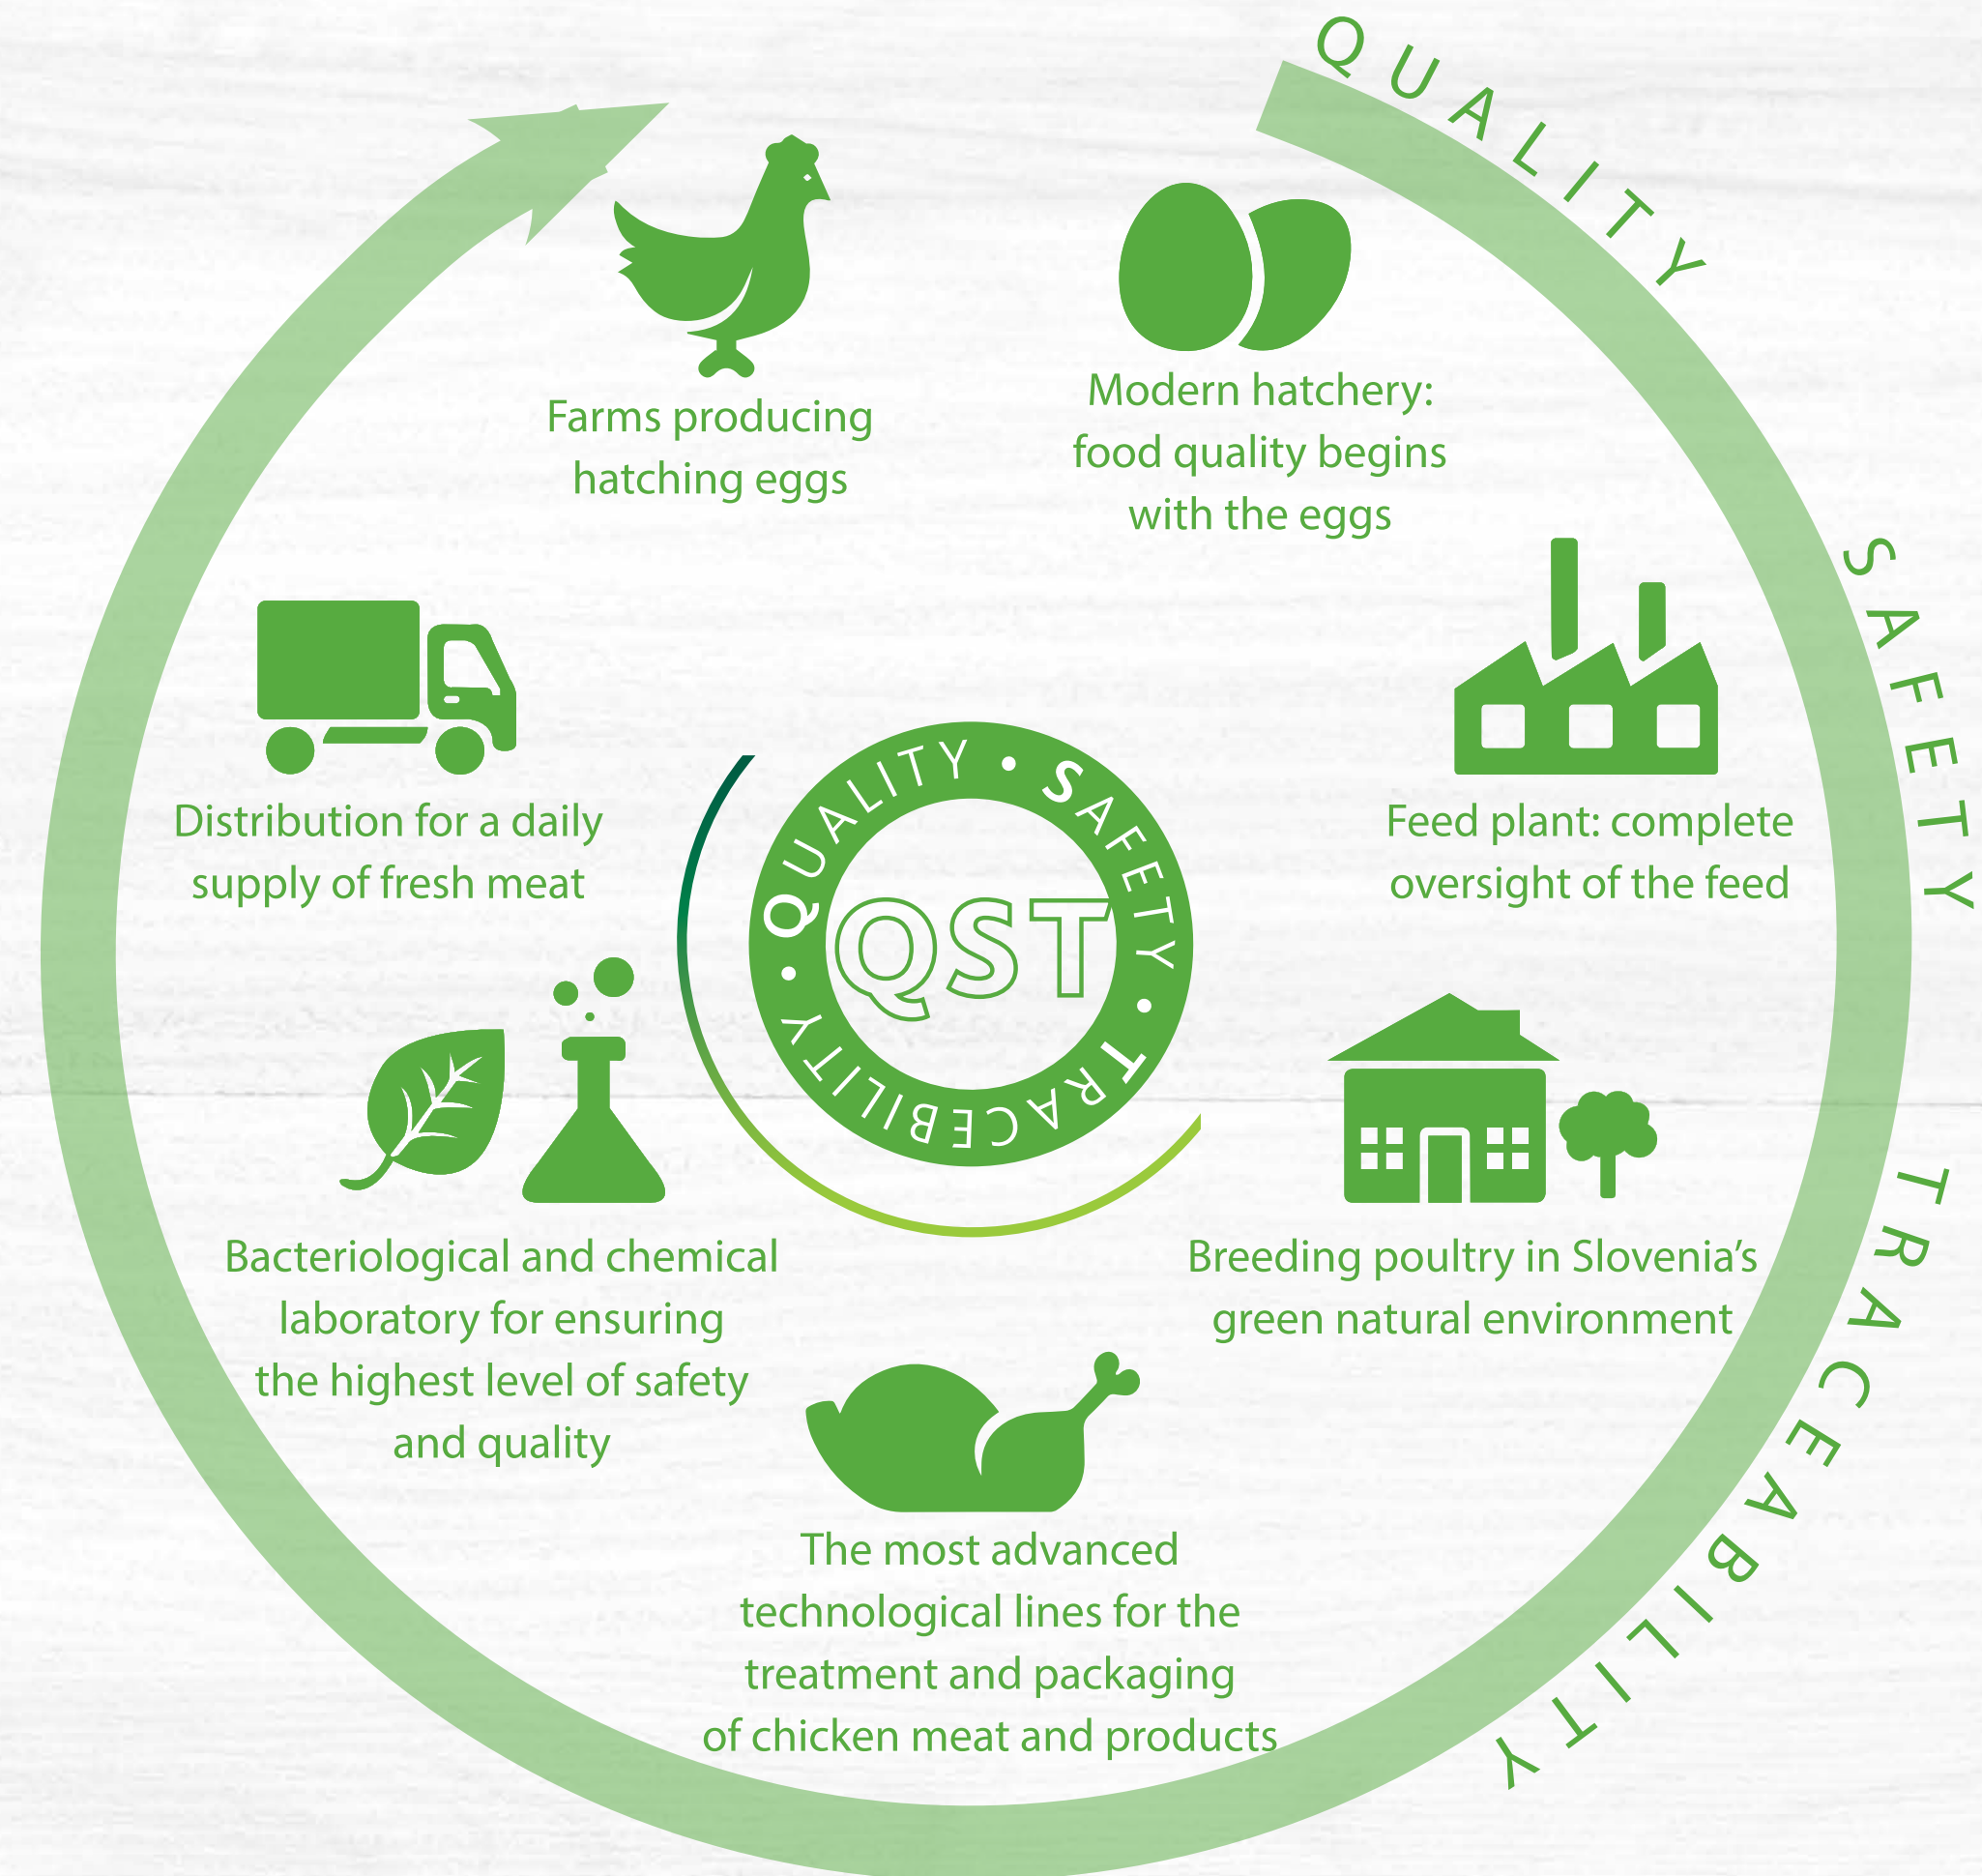 QUALITY
SAFETY
TRACEABILITY
Farms producing
hatching eggs
Modern hatchery:
food quality begins
with the eggs
Feed plant: complete
oversight of the feed
Breeding poultry in Slovenia’s
green natural environment
The most advanced
technological lines for the
treatment and packaging
of chicken meat and products
Bacteriological and chemical
laboratory for ensuring
the highest level of safety
and quality
Distribution for a daily
supply of fresh meat
QUALITY • SAFETY • TRACEBILITY •
QST